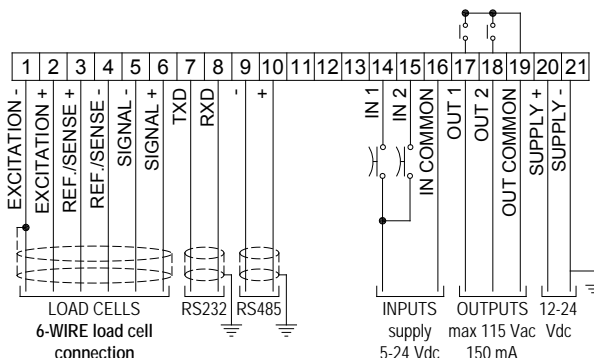 1 2 3 4 5 6 7 8 9 10 11 12 13 14 15 16 17 18 19 20 21
EXCITATION -
EXCITATION +
REF./SENSE +
REF./SENSE -
SIGNAL -
SIGNAL +
TXD
RXD
-
+
IN 1
IN 2
IN COMMON
OUT 1
OUT 2
OUT COMMON
SUPPLY +
SUPPLY -
LOAD CELLS
6-WIRE load cell
connection
RS232
RS485
INPUTS
supply
5-24 Vdc
OUTPUTS
max 115 Vac
150 mA
12-24
Vdc